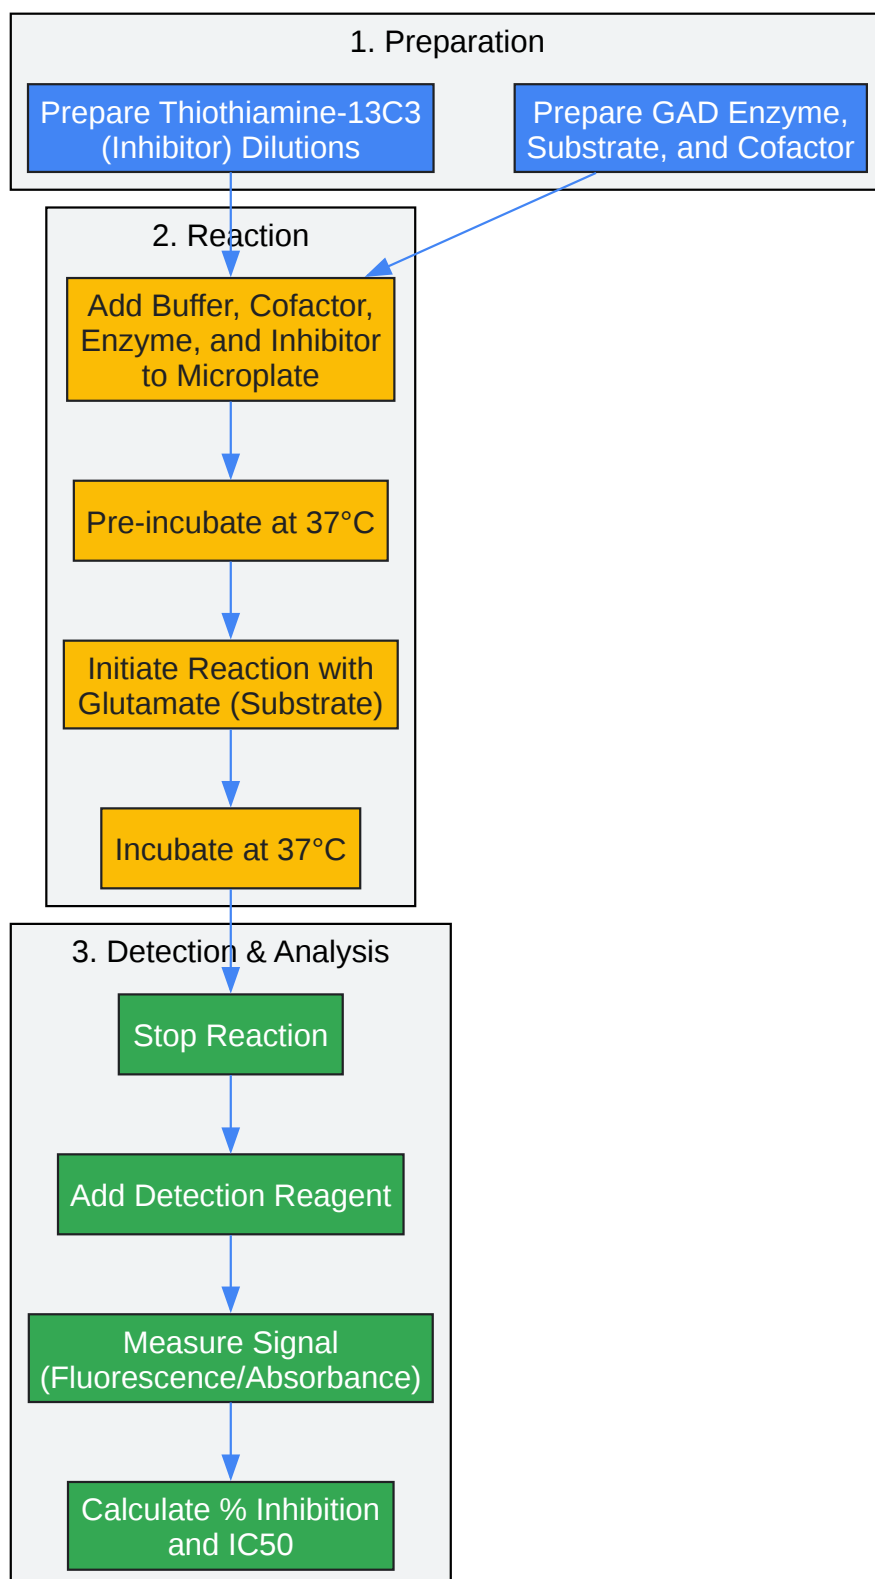 1. Preparation
Prepare Thiothiamine-13C3
(Inhibitor) Dilutions
Prepare GAD Enzyme,
Substrate, and Cofactor
2. Reaction
Add Buffer, Cofactor,
Enzyme, and Inhibitor
to Microplate
Pre-incubate at 37°C
Initiate Reaction with
Glutamate (Substrate)
Incubate at 37°C
3. Detection & Analysis
Stop Reaction
Add Detection Reagent
Measure Signal
(Fluorescence/Absorbance)
Calculate % Inhibition
and IC50